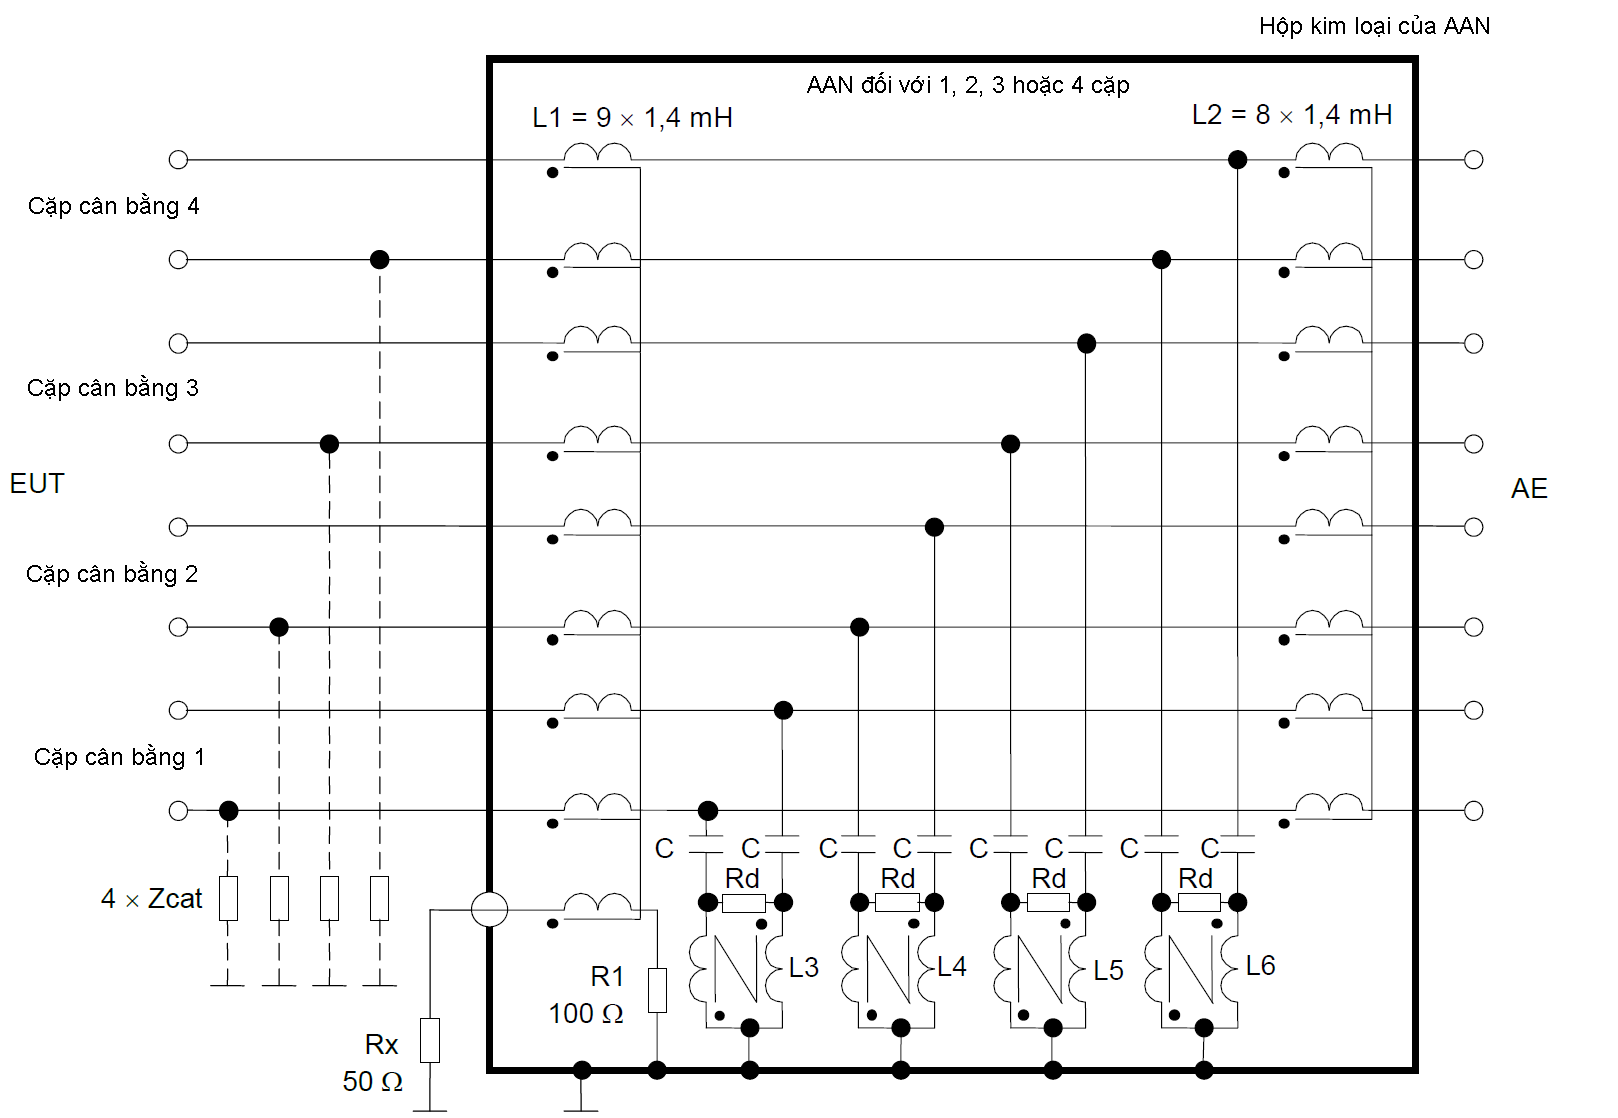 Hộp kim loại của AAN
AAN đối với 1, 2, 3 hoặc 4 cặp
L1 = 9 × 1,4 mH
L2 = 8 × 1,4 mH
Cặp cân bằng 4
Cặp cân bằng 3
EUT
AE
Cặp cân bằng 2
Cặp cân bằng 1
C C C C C C C C
Rd Rd Rd Rd
4 × Zcat
L3 L4 L5 L6
R1
100 Ω
Rx
50 Ω